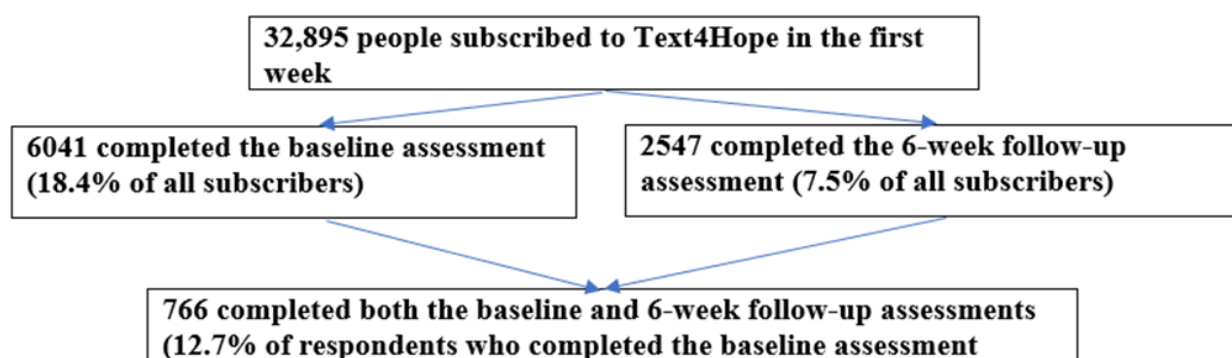 32,895 people subscribed to Text4Hope in the first
week
6041 completed the baseline assessment
(18.4% of all subscribers)
2547 completed the 6-week follow-up
assessment (7.5% of all subscribers)
766 completed both the baseline and 6-week follow-up assessments
(12.7% of respondents who completed the baseline assessment